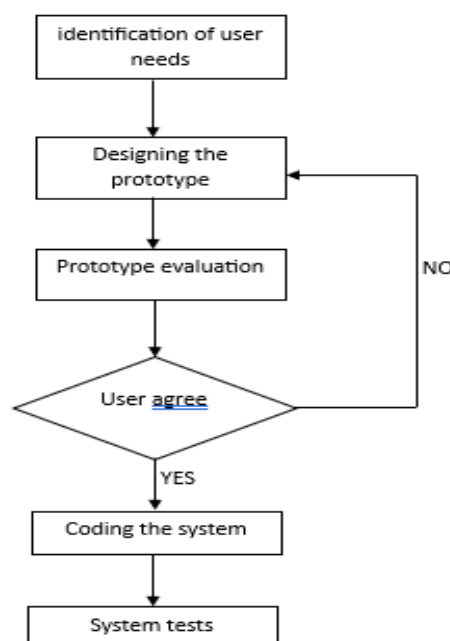 identification of user
needs
Designing the
prototype
Prototype evaluation
NO
User agree
YES
Coding the system
System tests